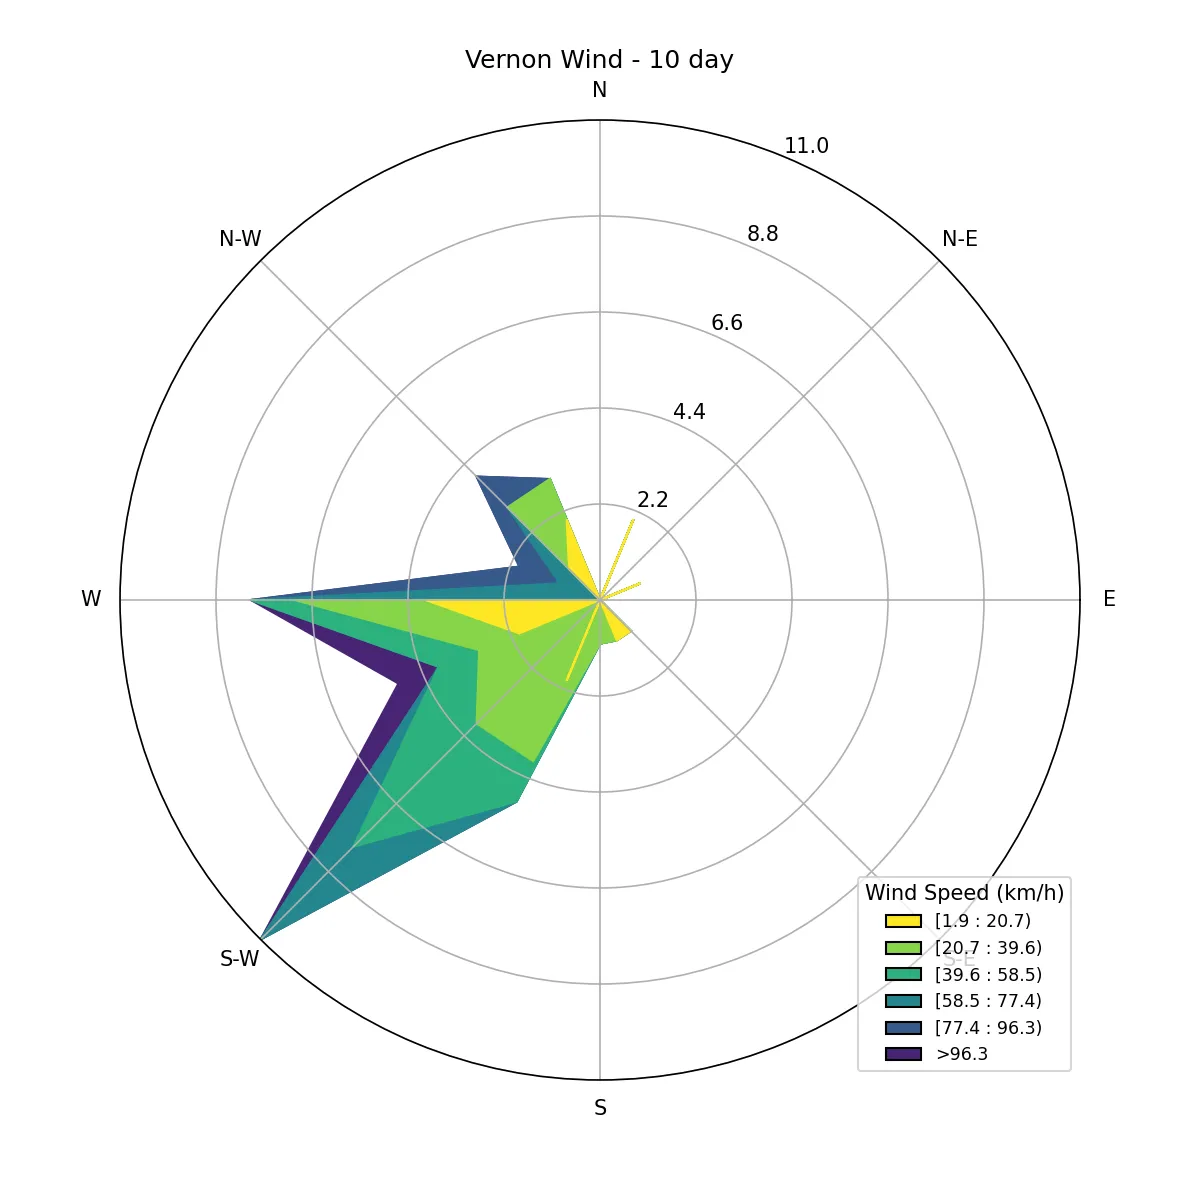 Vernon Wind - 10 day
N
11.0
8.8
N-W
N-E
6.6
4.4
2.2
W
E
S-W
S-E
Wind Speed (km/h)
[1.9 : 20.7)
[20.7 : 39.6)
[39.6 : 58.5)
[58.5 : 77.4)
[77.4 : 96.3)
>96.3
S